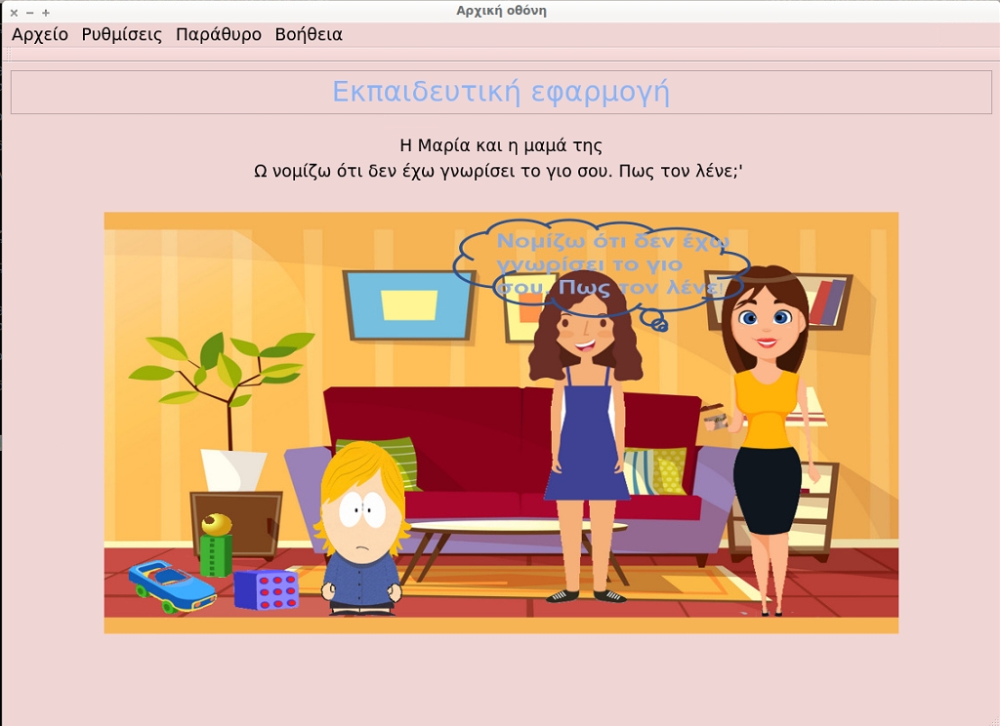 Αρχική οθόνη
Αρχείο Ρυθμίσεις Παράθυρο Βοήθεια
Εκπαιδευτική εφαρμογή
Η Μαρία και η μαμά της
Ω νομίζω ότι δεν έχω γνωρίσει το γιο σου. Πως τον λένε;'
Νομίζω ότι δεν έχω
γνωρίσει το γιο
σου. Πως τον λένε!